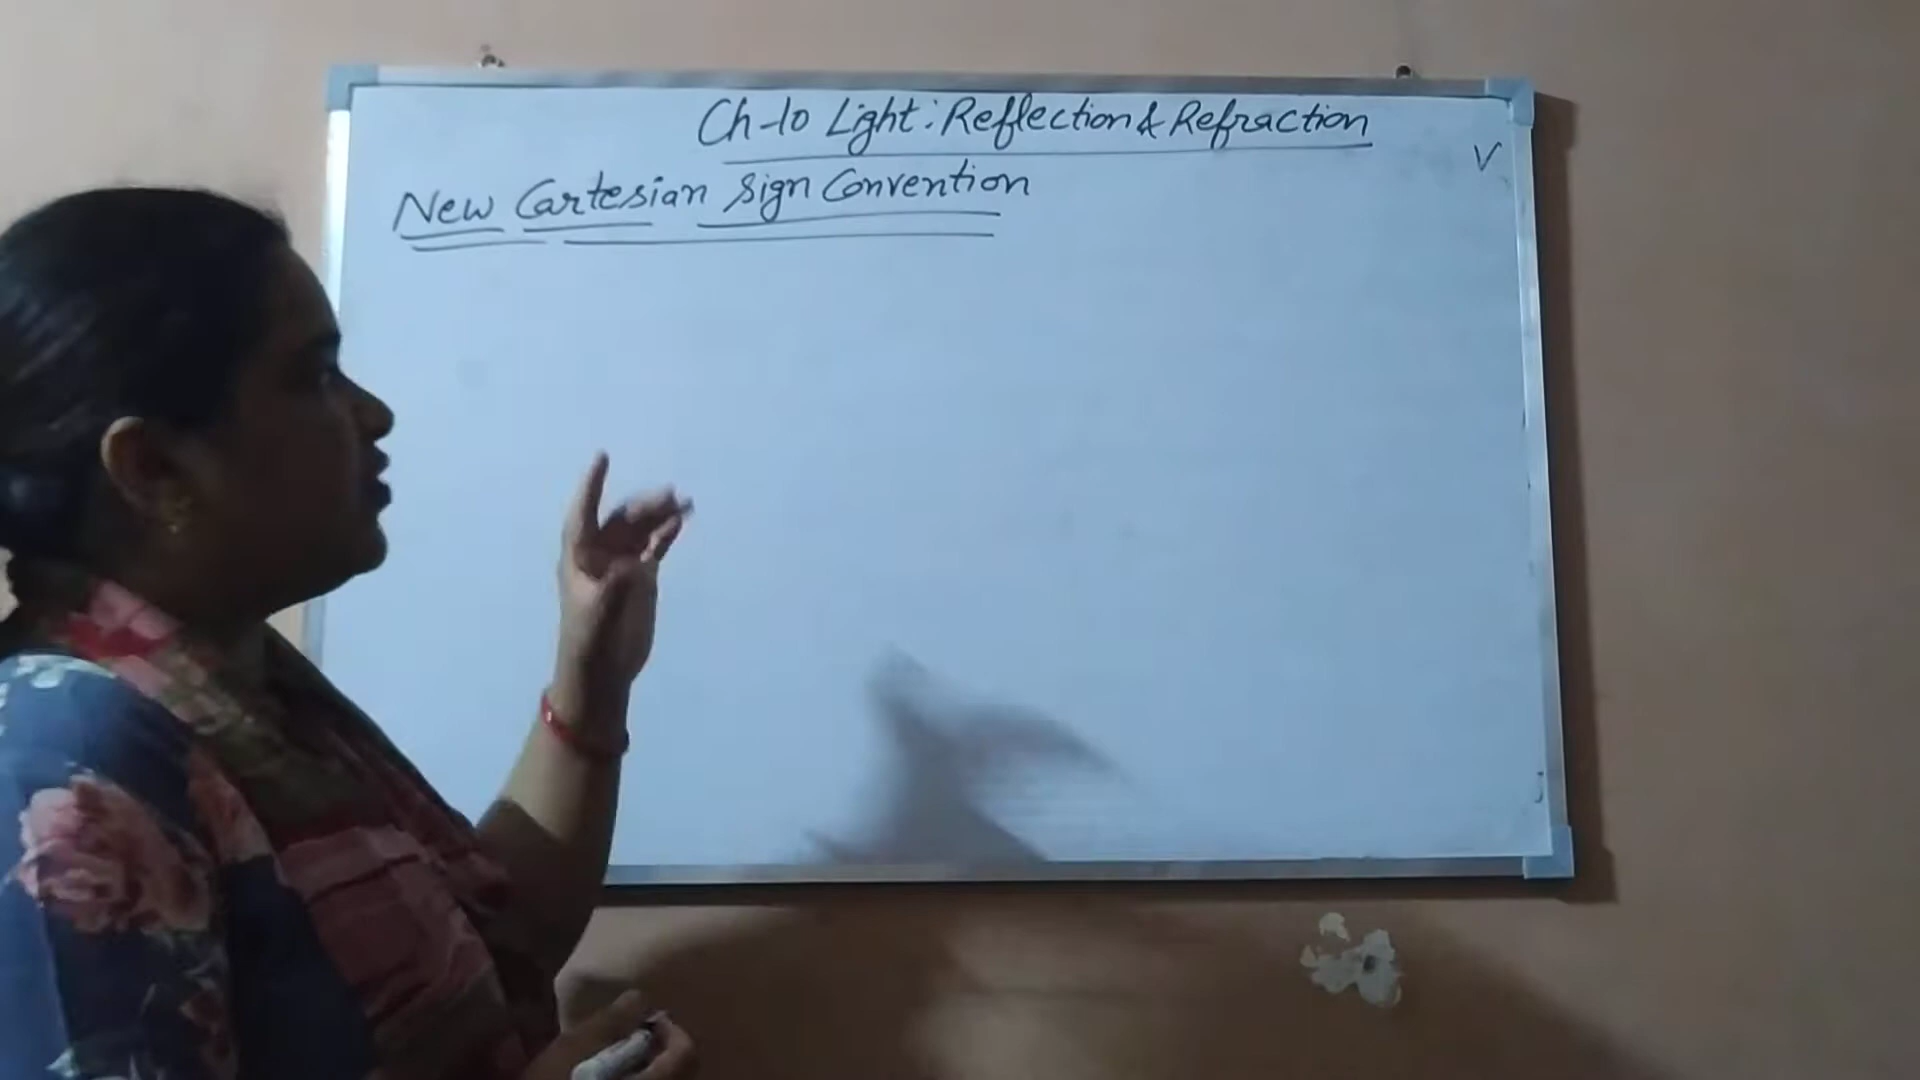 Ch-10 Light: Reflection & Refraction
V
New Cartesian Sign Convention